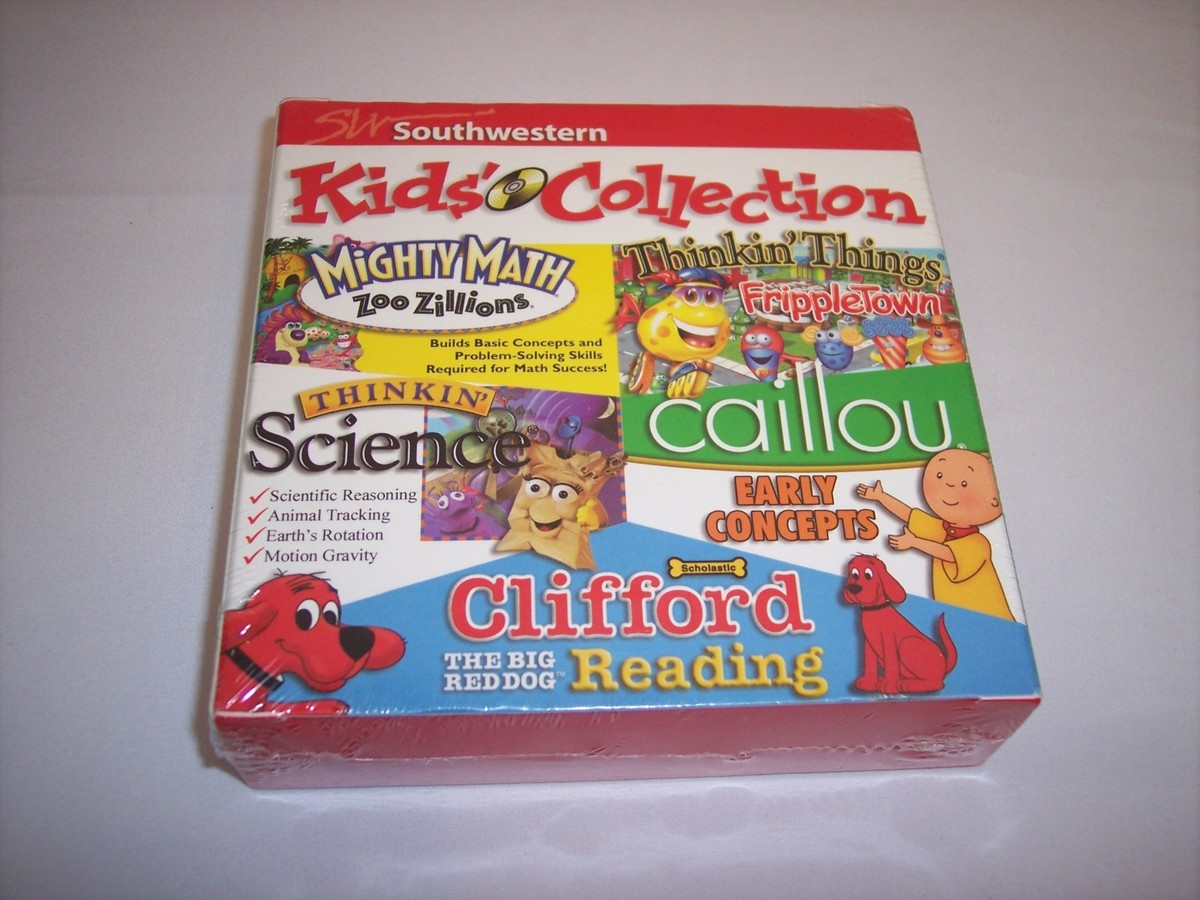 SW Southwestern
Kids' Collection
MIGHTY MATH
Zoo Zillions®
Builds Basic Concepts and
Problem-Solving Skills
Required for Math Success!
Thinkin' Things®
FrippleTown
THINKIN'
Science®
✓Scientific Reasoning
✓Animal Tracking
✓Earth's Rotation
✓Motion Gravity
caillou®
EARLY
CONCEPTS
Scholastic
Clifford
THE BIG
RED DOG™
Reading